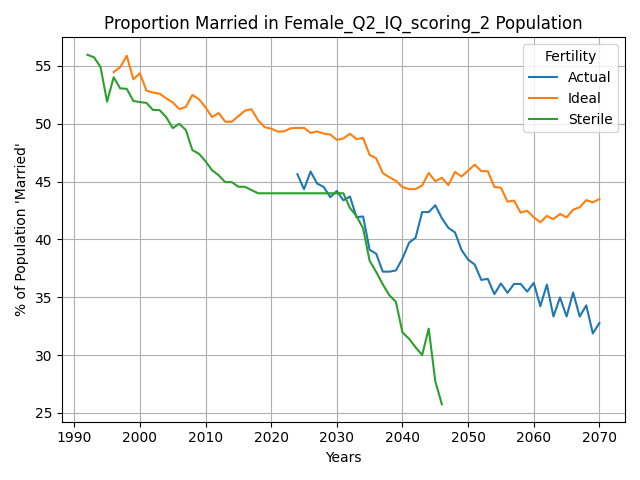 Proportion Married in Female_Q2_IQ_scoring_2 Population
Fertility
Actual
Ideal
Sterile
% of Population 'Married'
55
50
45
40
35
30
25
1990 2000 2010 2020 2030 2040 2050 2060 2070
Years